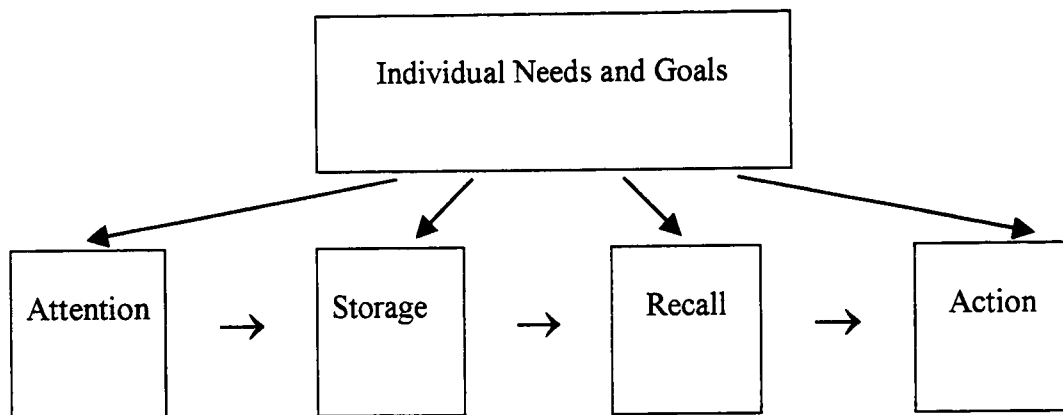 Individual Needs and Goals
Attention
Storage
Recall
Action